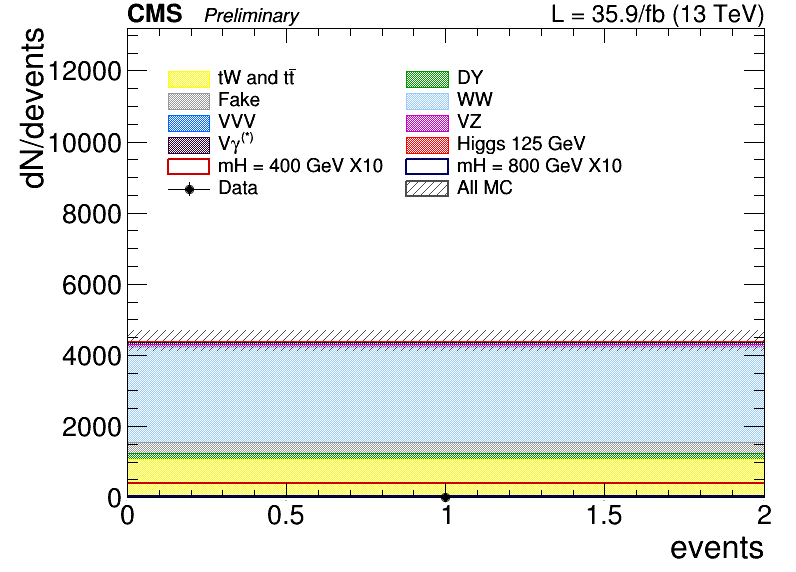 CMS Preliminary L = 35.9/fb (13 TeV)
dN/devents
12000
10000
8000
6000
4000
2000
0
tW and tt̄ DY
Fake WW
VVV VZ
Vγ(*) Higgs 125 GeV
mH = 400 GeV X10 mH = 800 GeV X10
Data All MC
0 0.5 1 1.5 2
events